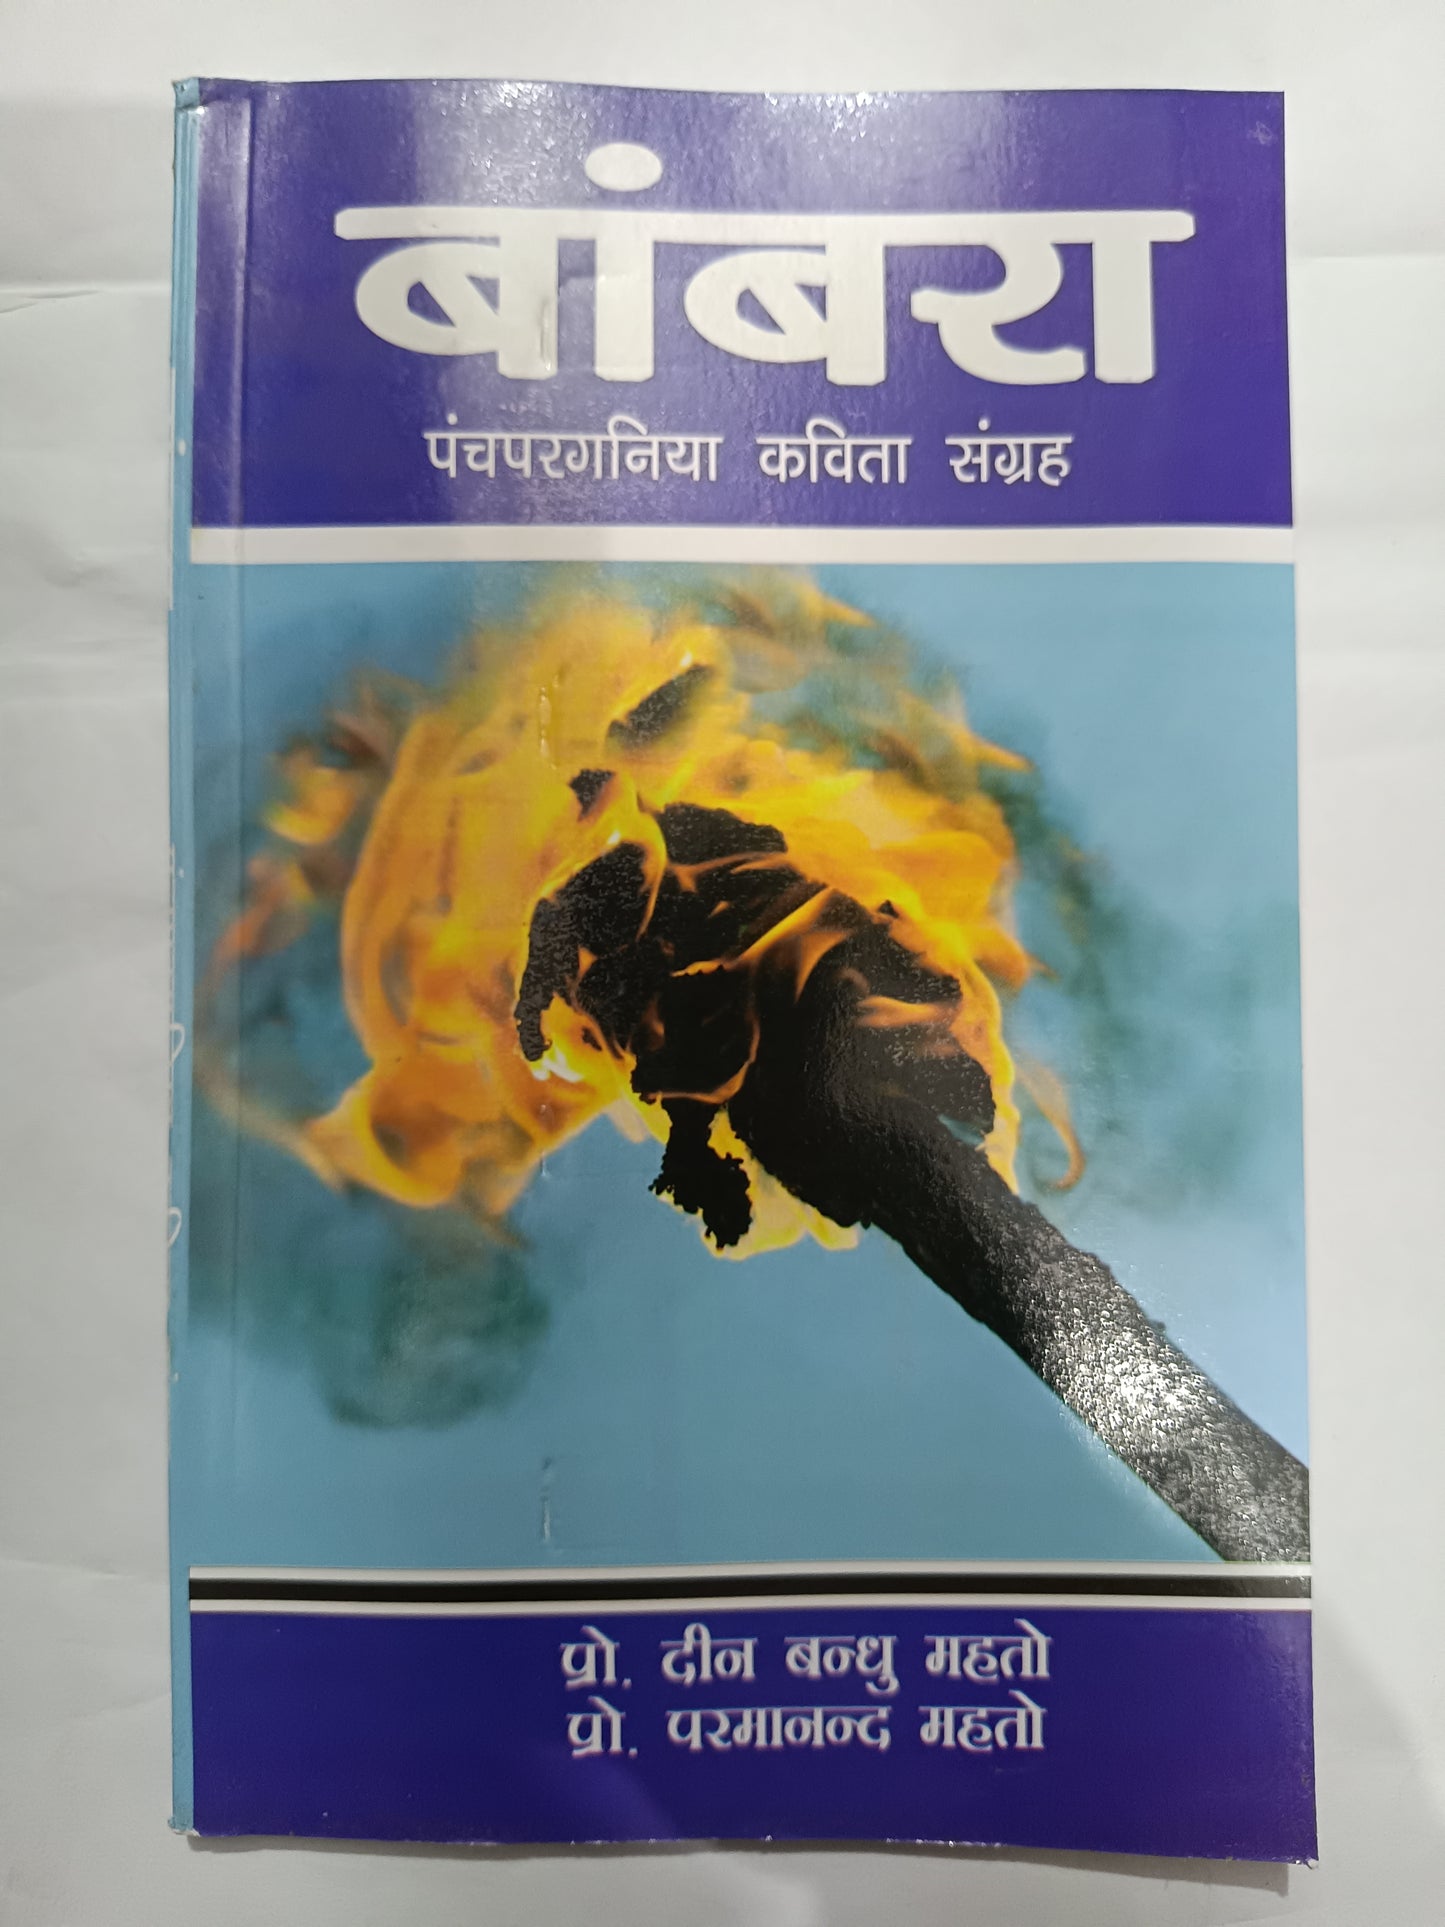 बांबरा
पंचपरगनिया कविता संग्रह
प्रो. दीन बन्धु महतो
प्रो. परमानन्द महतो